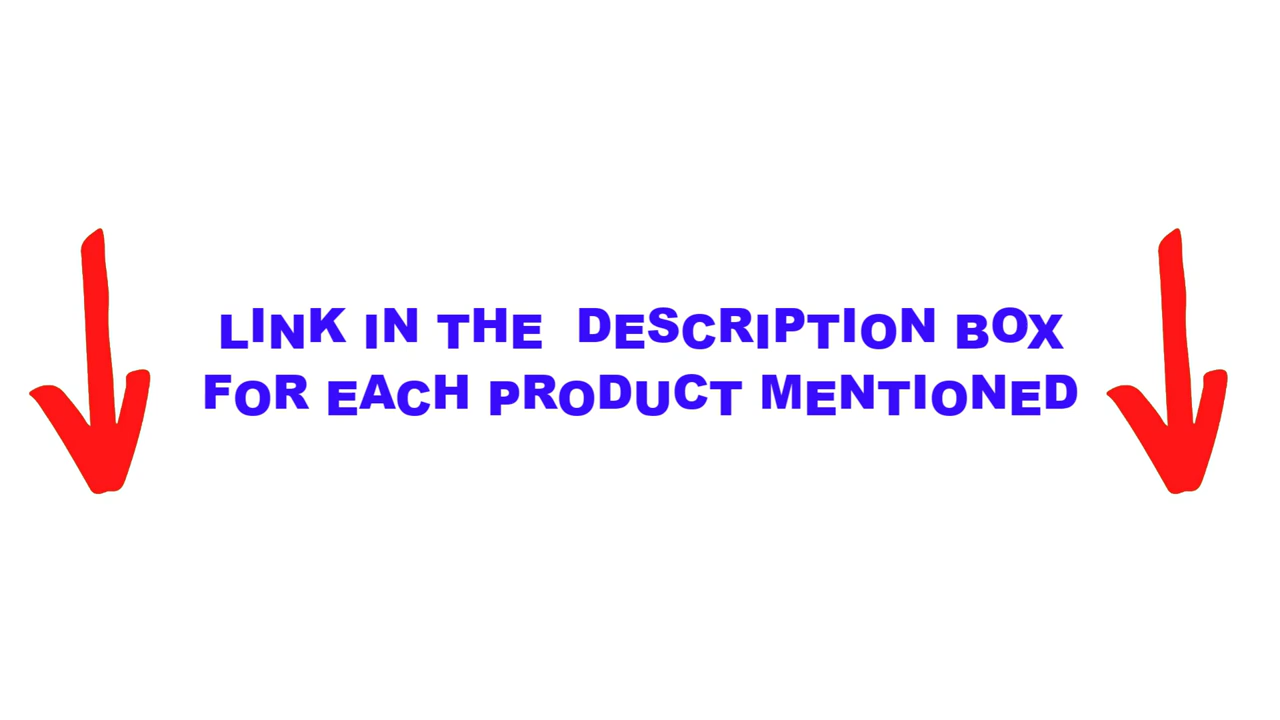 LINK IN THE DESCRIPTION BOX
FOR EACH PRODUCT MENTIONED